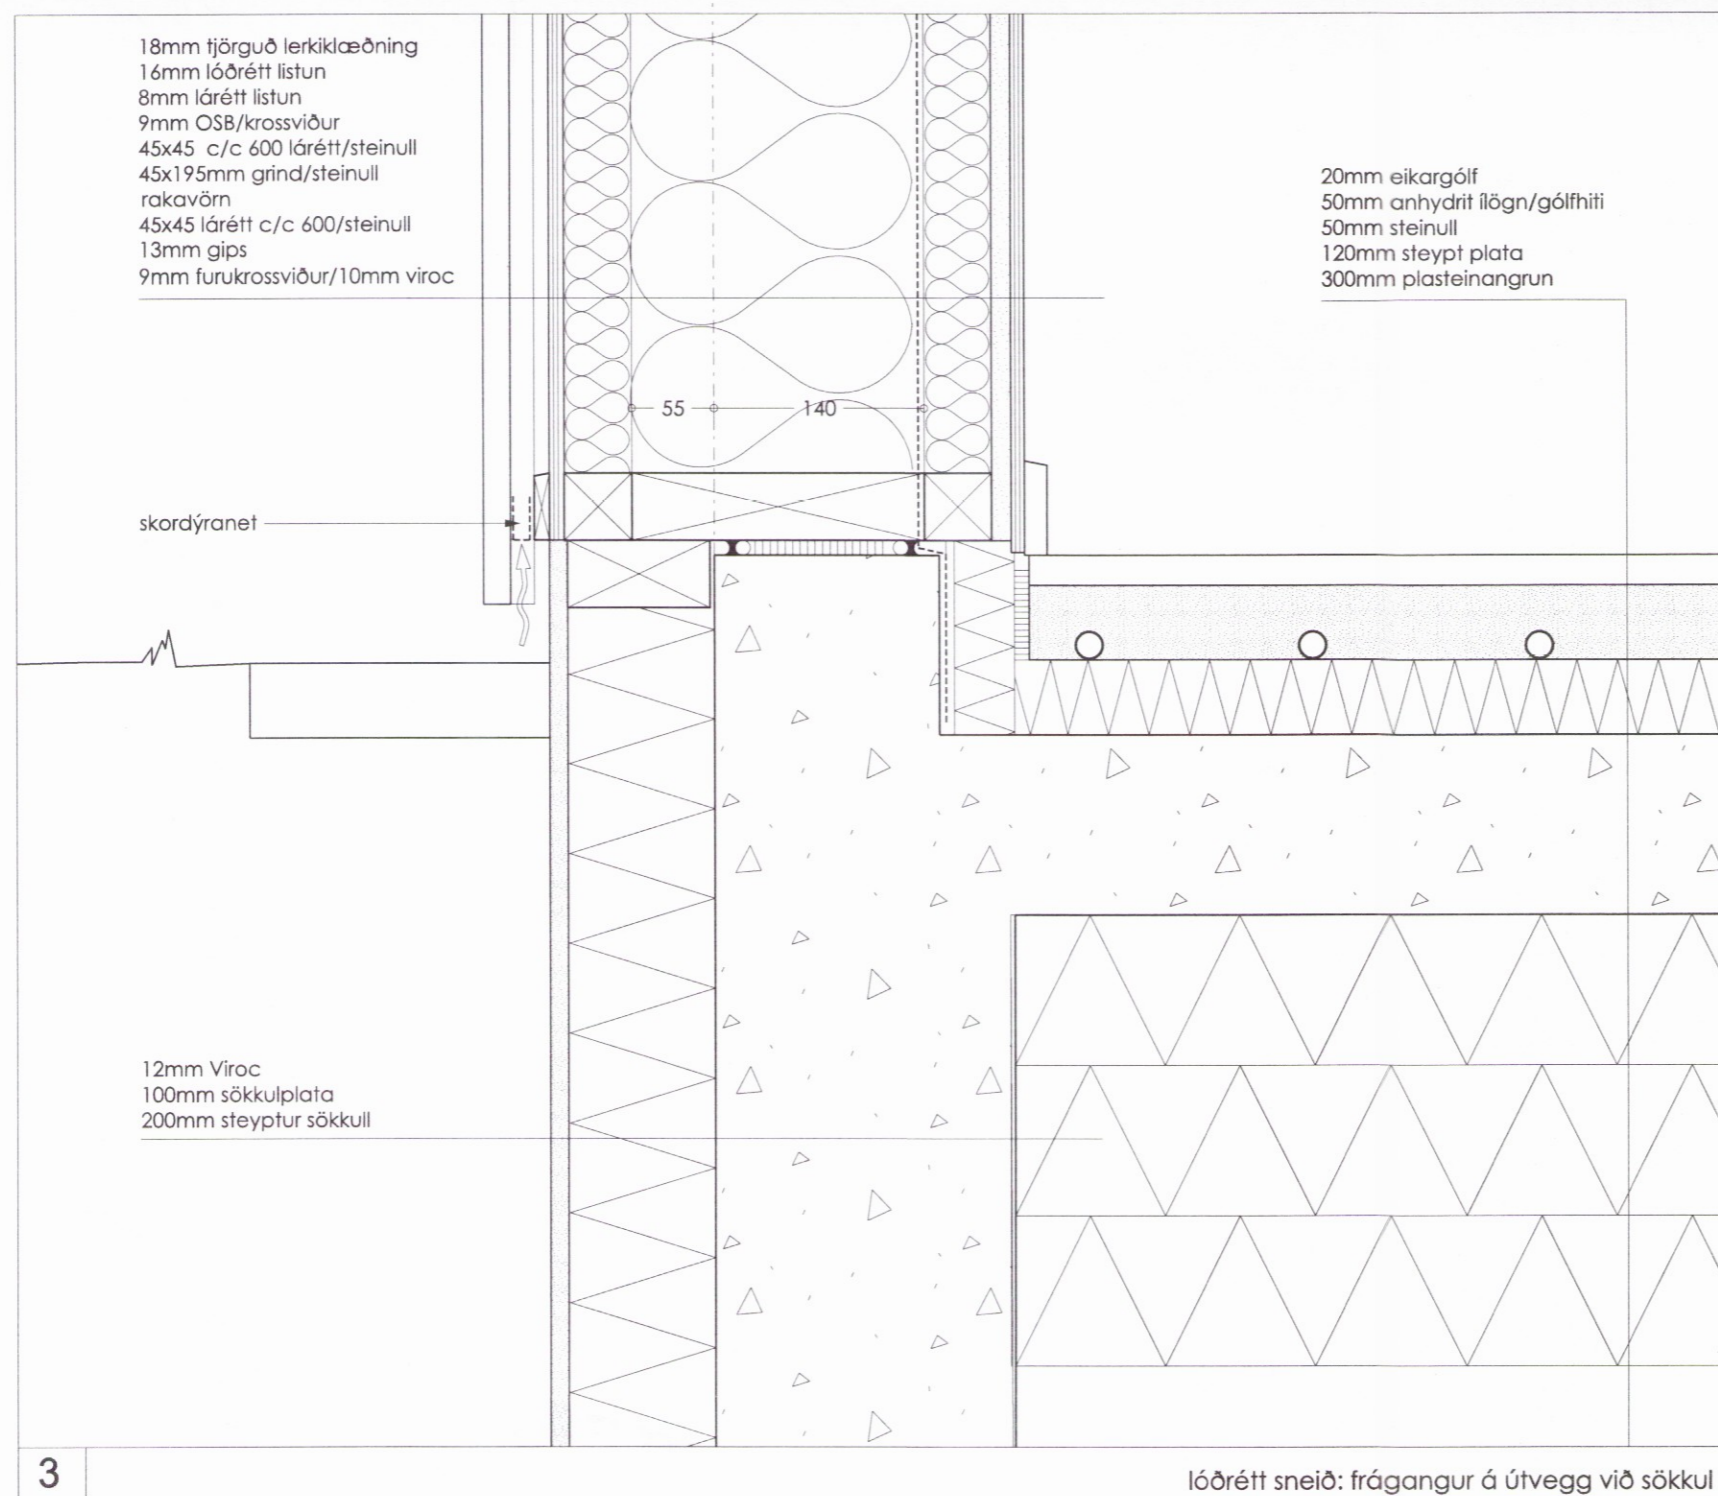 18mm tjörguð lerkiklæðning
16mm lóðrétt listun
8mm lárétt listun
9mm OSB/krossviður
45x45 c/c 600 lárétt/steinull
45x195mm grind/steinull
rakavörn
45x45 lárétt c/c 600/steinull
13mm gips
9mm furukrossviður/10mm viroc
20mm eikargólf
50mm anhydrit ílögn/gólfhiti
50mm steinull
120mm steypt plata
300mm plasteinangrun
55
140
skordýranet
12mm Viroc
100mm sökkulplata
200mm steyptur sökkull
3
lóðrétt sneið: frágangur á útvegg við sökkul